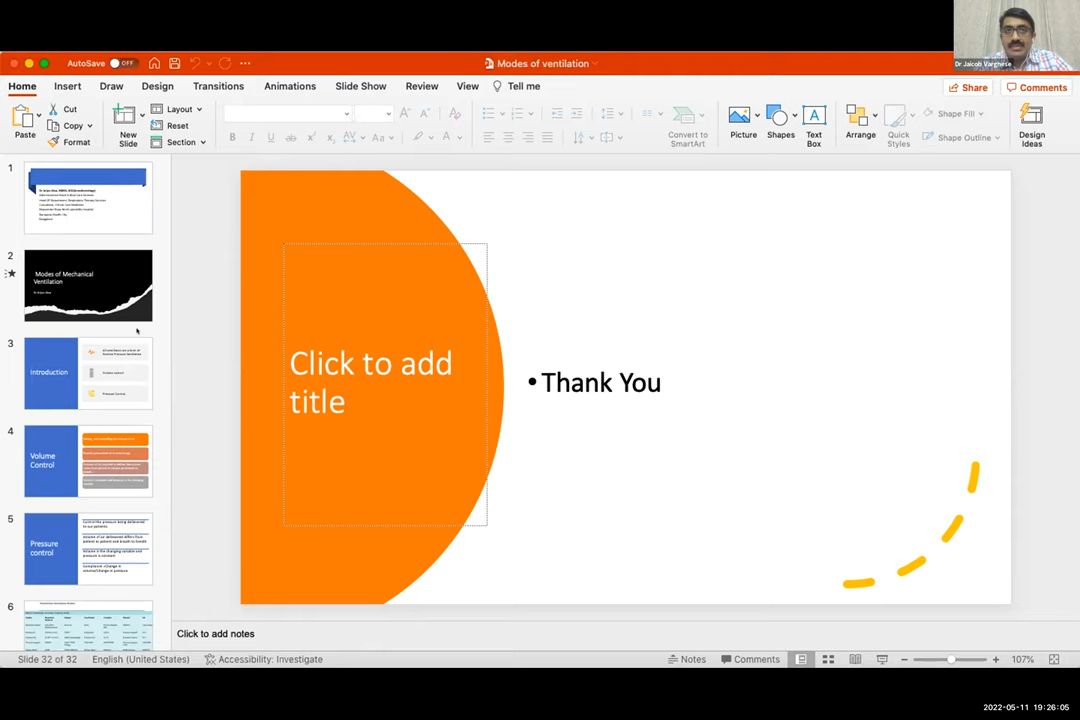 Dr Jaicob Varghese
AutoSave OFF
Modes of ventilation
Home Insert Draw Design Transitions Animations Slide Show Review View Tell me
Share Comments
Paste
Cut
Copy
Format
New
Slide
Layout
Reset
Section
Convert to
SmartArt
Picture
Shapes
Text
Box
Arrange
Quick
Styles
Shape Fill
Shape Outline
Design
Ideas
1
2
Modes of Mechanical
Ventilation
3
Introduction
4
Volume
Control
5
Pressure
control
6
Click to add
title
• Thank You
Click to add notes
Slide 32 of 32 English (United States) Accessibility: Investigate
Notes Comments 107%
2022-05-11 19:26:05